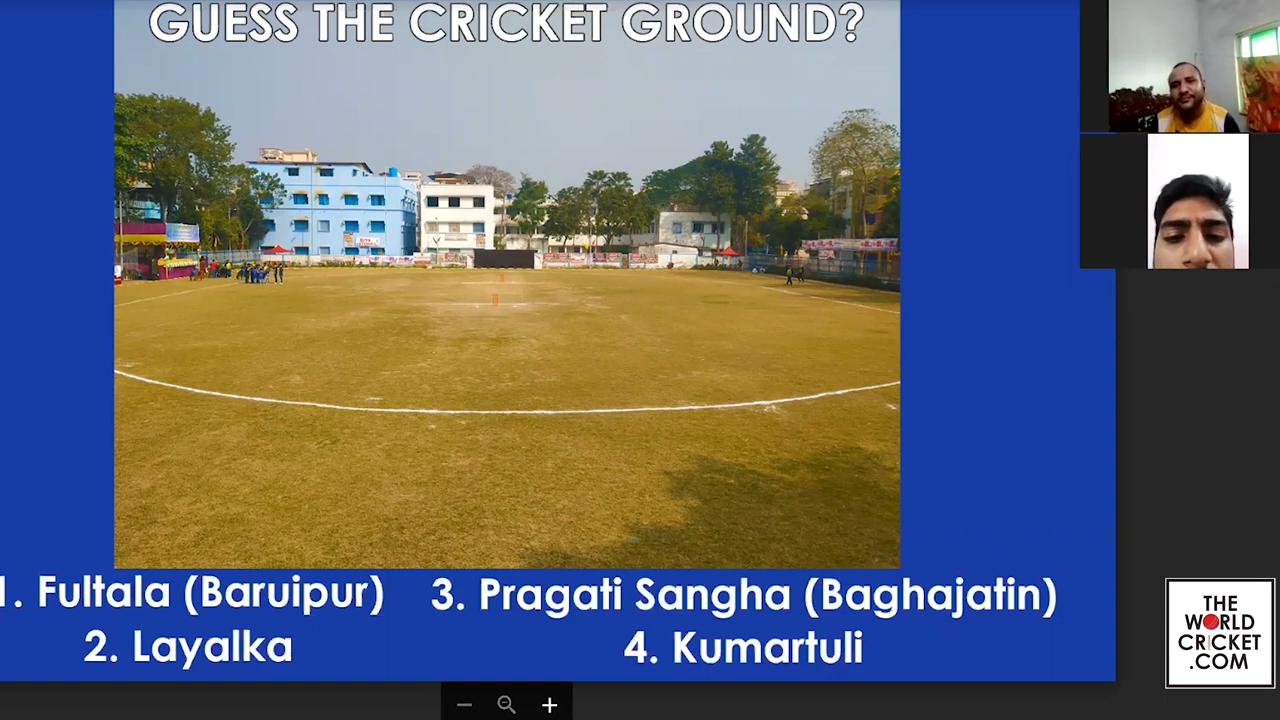 GUESS THE CRICKET GROUND?
1. Fultala (Baruipur)
2. Layalka
3. Pragati Sangha (Baghajatin)
4. Kumartuli
THE
WORLD
CRICKET
.COM